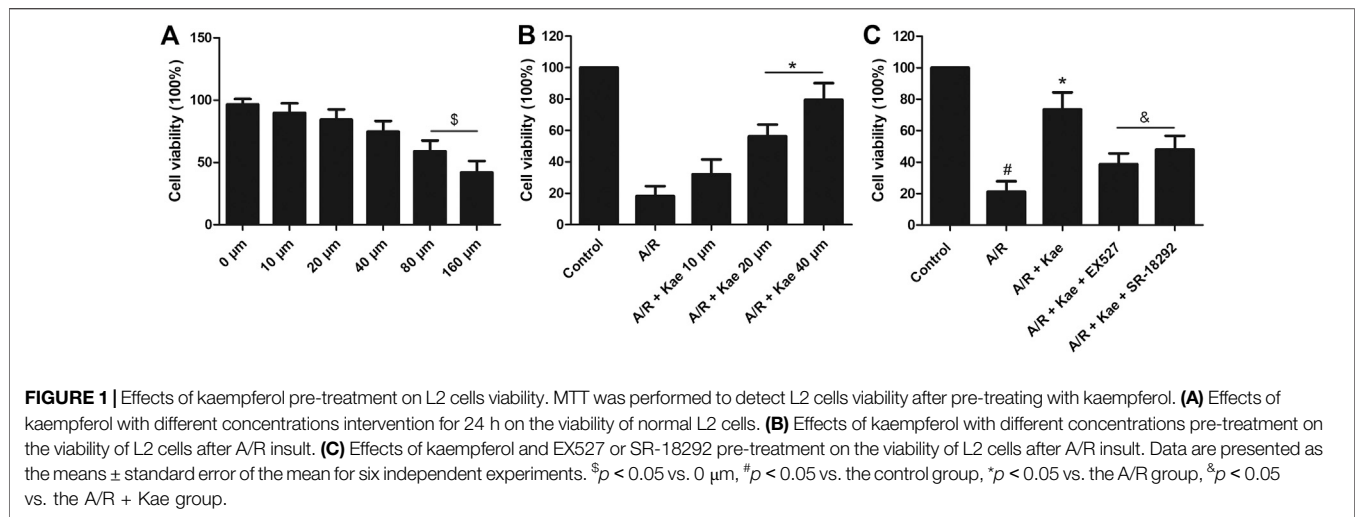 A
Cell viability (100%)
150
100
50
0
$
0 μm
10 μm
20 μm
40 μm
80 μm
160 μm
B
Cell viability (100%)
120
100
80
60
40
20
0
*
Control
A/R
A/R + Kae 10 μm
A/R + Kae 20 μm
A/R + Kae 40 μm
C
Cell viability (100%)
120
100
80
60
40
20
0
#
*
&
Control
A/R
A/R + Kae
A/R + Kae + EX527
A/R + Kae + SR-18292
FIGURE 1 | Effects of kaempferol pre-treatment on L2 cells viability. MTT was performed to detect L2 cells viability after pre-treating with kaempferol. (A) Effects of
kaempferol with different concentrations intervention for 24 h on the viability of normal L2 cells. (B) Effects of kaempferol with different concentrations pre-treatment on
the viability of L2 cells after A/R insult. (C) Effects of kaempferol and EX527 or SR-18292 pre-treatment on the viability of L2 cells after A/R insult. Data are presented as
the means ± standard error of the mean for six independent experiments. $p < 0.05 vs. 0 μm, #p < 0.05 vs. the control group, *p < 0.05 vs. the A/R group, &p < 0.05
vs. the A/R + Kae group.